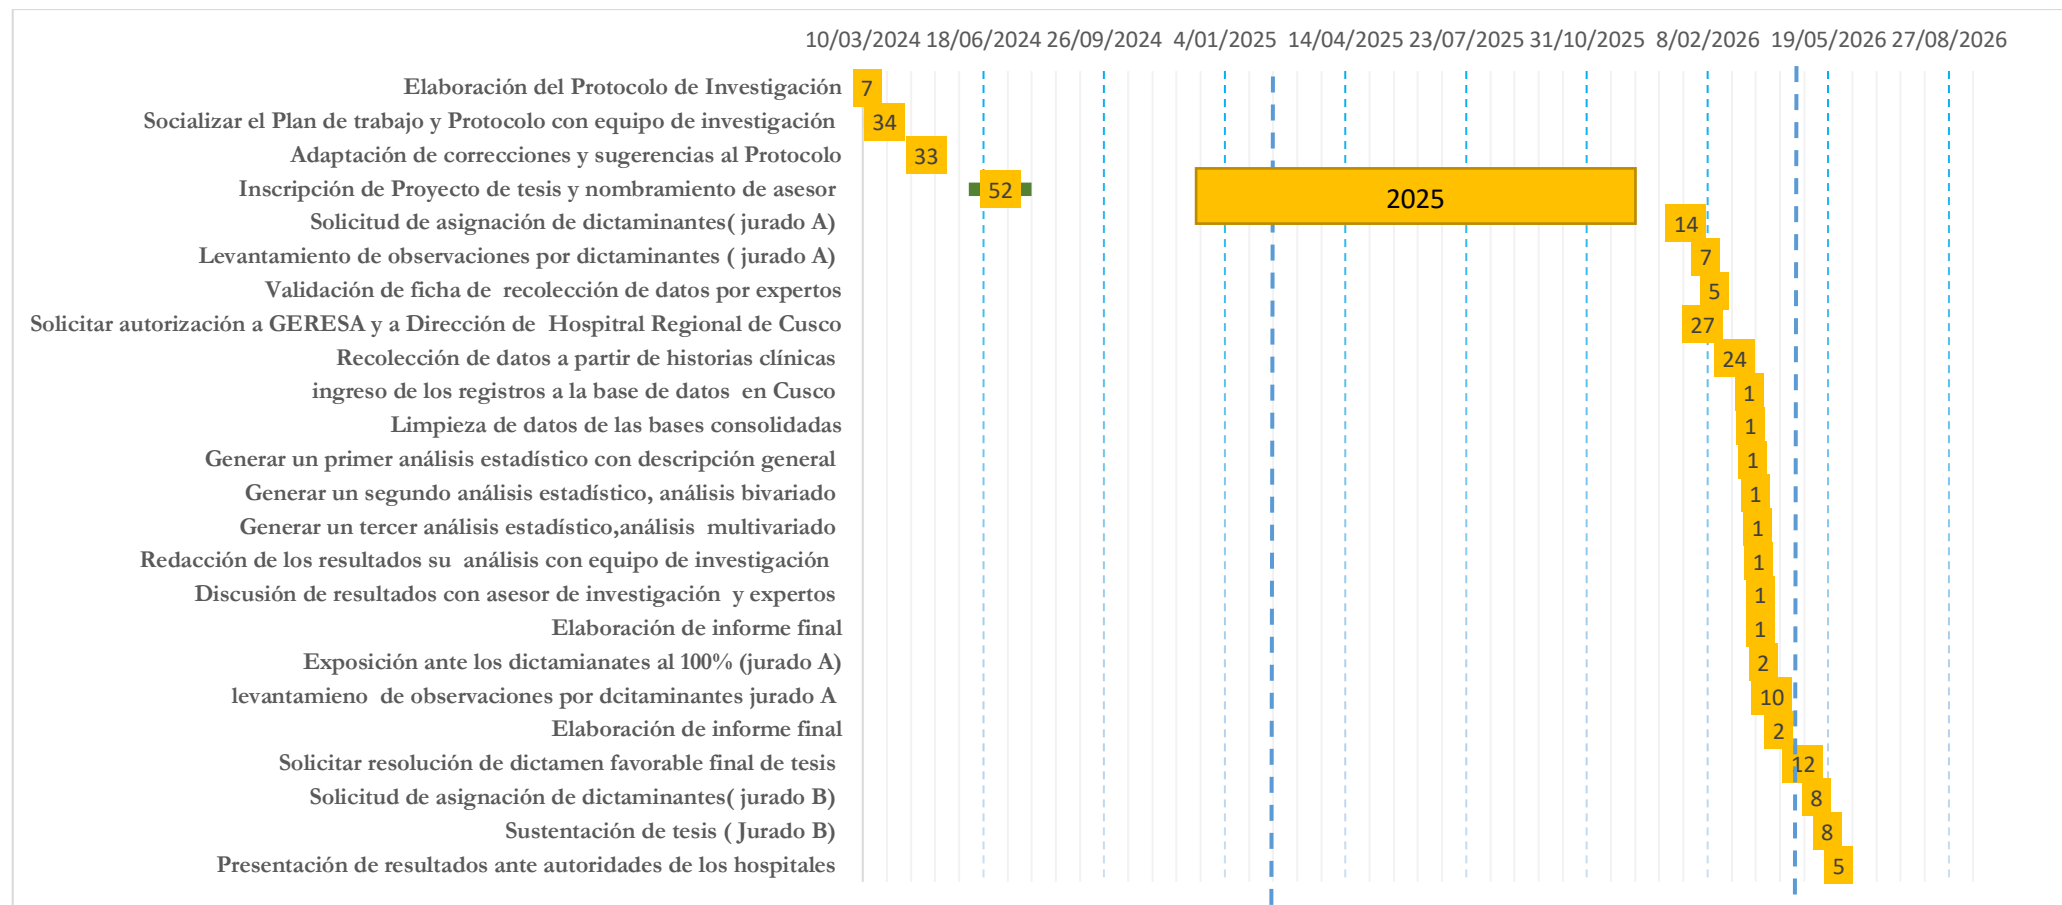 10/03/2024 18/06/2024 26/09/2024 4/01/2025 14/04/2025 23/07/2025 31/10/2025 8/02/2026 19/05/2026 27/08/2026
Elaboración del Protocolo de Investigación 7
Socializar el Plan de trabajo y Protocolo con equipo de investigación 34
Adaptación de correcciones y sugerencias al Protocolo 33
Inscripción de Proyecto de tesis y nombramiento de asesor 52
2025
Solicitud de asignación de dictaminantes( jurado A) 14
Levantamiento de observaciones por dictaminantes ( jurado A) 7
Validación de ficha de recolección de datos por expertos 5
Solicitar autorización a GERESA y a Dirección de Hospitral Regional de Cusco 27
Recolección de datos a partir de historias clínicas 24
ingreso de los registros a la base de datos en Cusco 1
Limpieza de datos de las bases consolidadas 1
Generar un primer análisis estadístico con descripción general 1
Generar un segundo análisis estadístico, análisis bivariado 1
Generar un tercer análisis estadístico,análisis multivariado 1
Redacción de los resultados su análisis con equipo de investigación 1
Discusión de resultados con asesor de investigación y expertos 1
Elaboración de informe final 1
Exposición ante los dictamianates al 100% (jurado A) 2
levantamieno de observaciones por dcitaminantes jurado A 10
Elaboración de informe final 2
Solicitar resolución de dictamen favorable final de tesis 12
Solicitud de asignación de dictaminantes( jurado B) 8
Sustentación de tesis ( Jurado B) 8
Presentación de resultados ante autoridades de los hospitales 5